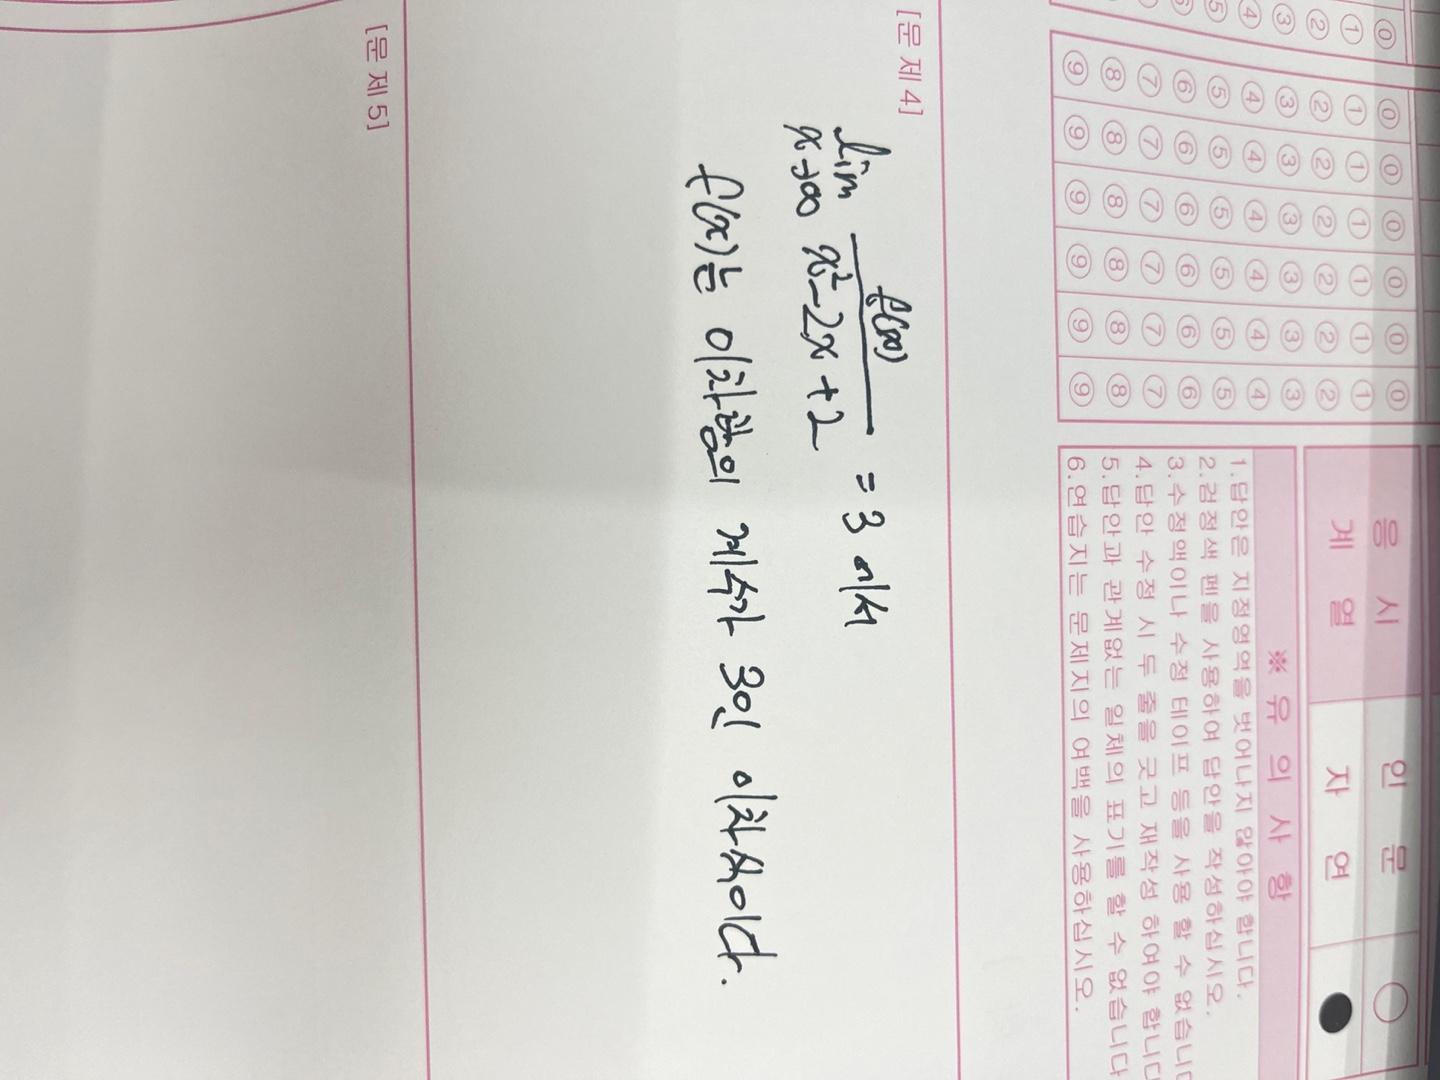 ⓪ ⓪ ⓪ ⓪ ⓪ ⓪ ⓪
① ① ① ① ① ① ①
② ② ② ② ② ② ②
③ ③ ③ ③ ③ ③ ③
④ ④ ④ ④ ④ ④ ④
⑤ ⑤ ⑤ ⑤ ⑤ ⑤ ⑤
⑥ ⑥ ⑥ ⑥ ⑥ ⑥ ⑥
⑦ ⑦ ⑦ ⑦ ⑦ ⑦
⑧ ⑧ ⑧ ⑧ ⑧ ⑧
⑨ ⑨ ⑨ ⑨ ⑨ ⑨
응 시 계 열
인 문
자 연
※ 유 의 사 항
1.답안은 지정영역을 벗어나지 않아야 합니다.
2.검정색 펜을 사용하여 답안을 작성하십시오.
3.수정액이나 수정 테이프 등을 사용 할 수 없습니다
4.답안 수정 시 두 줄을 긋고 재작성 하여야 합니다
5.답안과 관계없는 일체의 표기를 할 수 없습니다
6.연습지는 문제지의 여백을 사용하십시오.
[문제 4]
lim x→∞ f(x)/(x²-2x+2) = 3 에서
f(x)는 이차항의 계수가 3인 이차식이다.
[문제 5]